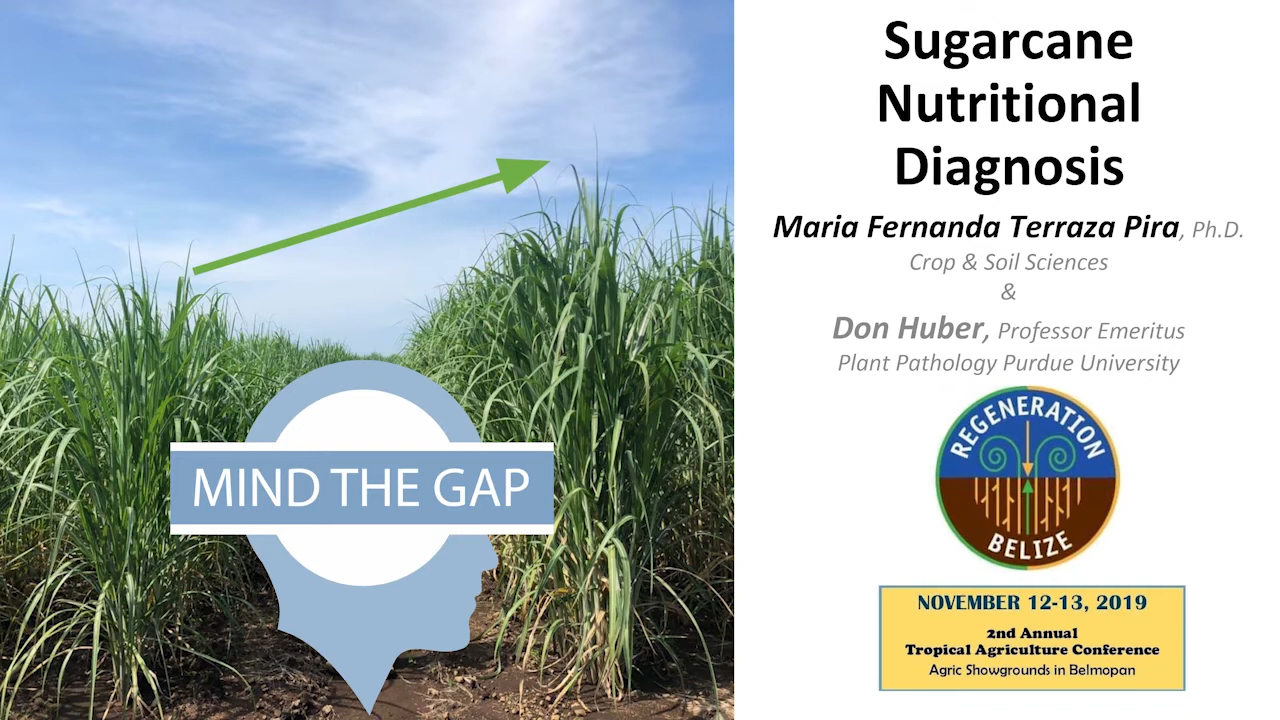 MIND THE GAP
Sugarcane
Nutritional
Diagnosis
Maria Fernanda Terraza Pira, Ph.D.
Crop & Soil Sciences
&
Don Huber, Professor Emeritus
Plant Pathology Purdue University
REGENERATION
BELIZE
NOVEMBER 12-13, 2019
2nd Annual
Tropical Agriculture Conference
Agric Showgrounds in Belmopan